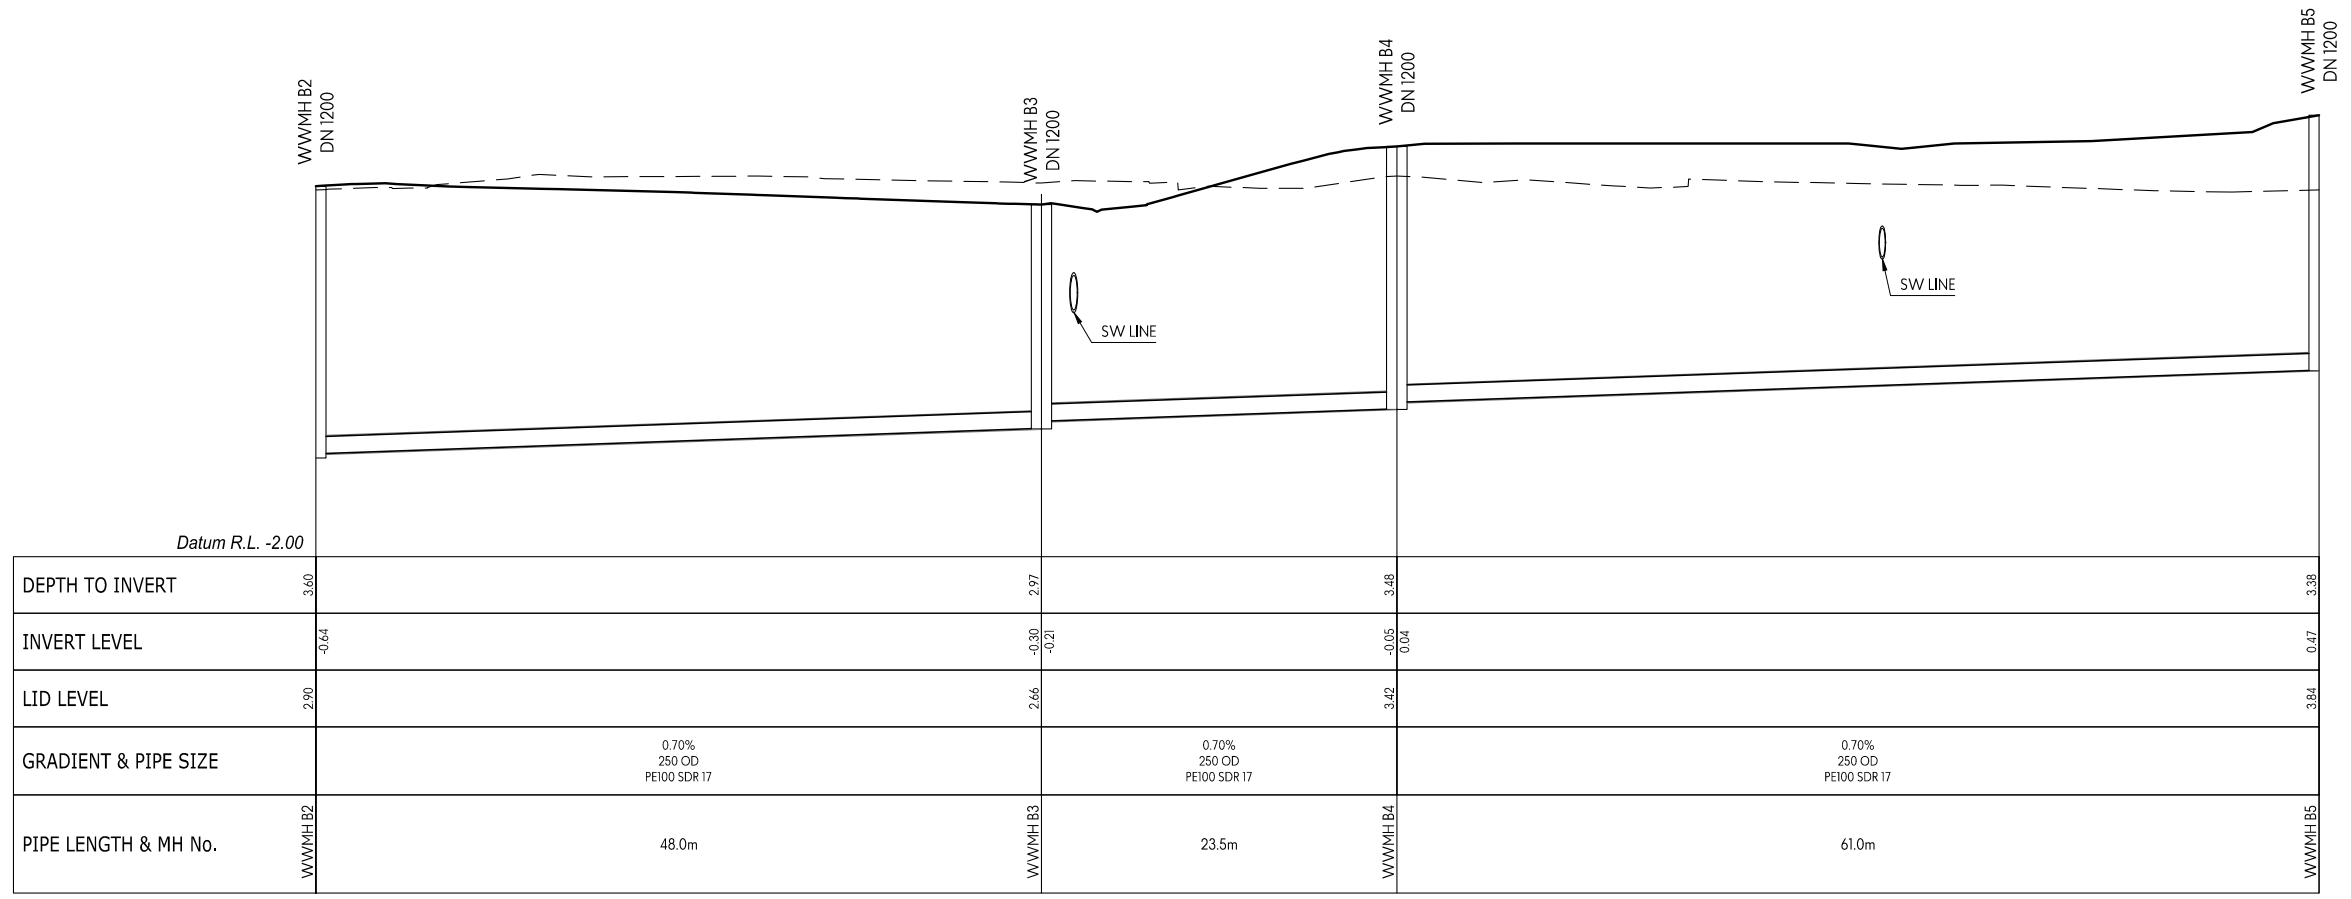 WWMH B2
DN 1200
WWMH B3
DN 1200
WWMH B4
DN 1200
WWMH B5
DN 1200
SW LINE
SW LINE
Datum R.L. -2.00
DEPTH TO INVERT
3.60
2.97
3.48
3.38
INVERT LEVEL
-0.64
-0.30
-0.21
-0.05
0.04
0.47
LID LEVEL
2.90
2.66
3.42
3.84
GRADIENT & PIPE SIZE
0.70%
250 OD
PE100 SDR 17
0.70%
250 OD
PE100 SDR 17
0.70%
250 OD
PE100 SDR 17
PIPE LENGTH & MH No.
WWMH B2
48.0m
WWMH B3
23.5m
WWMH B4
61.0m
WWMH B5